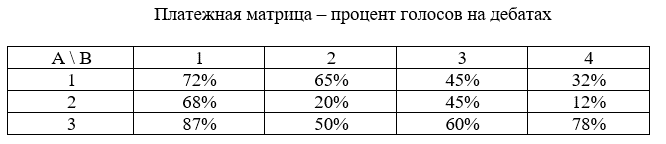 Платежная матрица – процент голосов на дебатах
А \ В 1 2 3 4
1 72% 65% 45% 32%
2 68% 20% 45% 12%
3 87% 50% 60% 78%